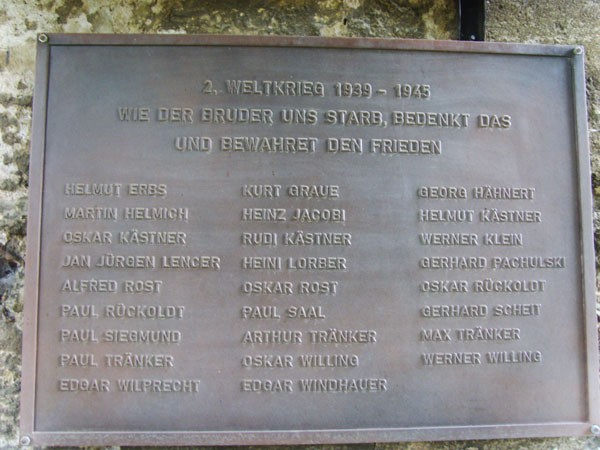 2. WELTKRIEG 1939 - 1945
WIE DER BRUDER UNS STARB, BEDENKT DAS
UND BEWAHRET DEN FRIEDEN
HELMUT ERBS KURT GRAUE GEORG HÄHNERT
MARTIN HELMICH HEINZ JACOBI HELMUT KÄSTNER
OSKAR KÄSTNER RUDI KÄSTNER WERNER KLEIN
JAN JÜRGEN LENCER HEINI LORBER GERHARD PACHULSKI
ALFRED ROST OSKAR ROST OSKAR RÜCKOLDT
PAUL RÜCKOLDT PAUL SAAL GERHARD SCHEIT
PAUL SIEGMUND ARTHUR TRÄNKER MAX TRÄNKER
PAUL TRÄNKER OSKAR WILLING WERNER WILLING
EDGAR WILPRECHT EDGAR WINDHAUER